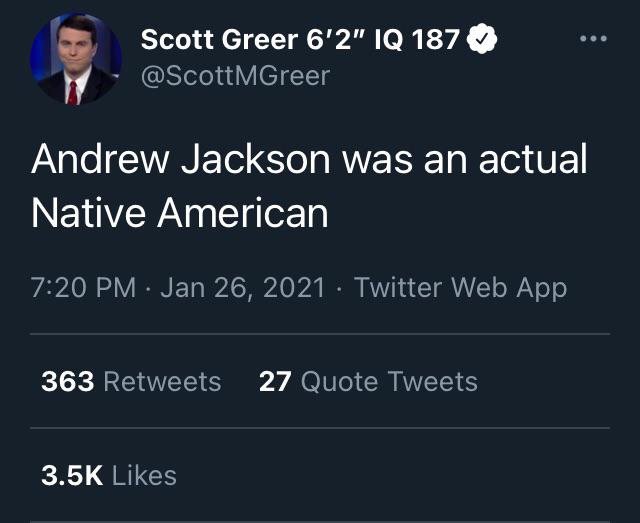 Scott Greer 6’2” IQ 187
@ScottMGreer
Andrew Jackson was an actual
Native American
7:20 PM · Jan 26, 2021 · Twitter Web App
363 Retweets 27 Quote Tweets
3.5K Likes